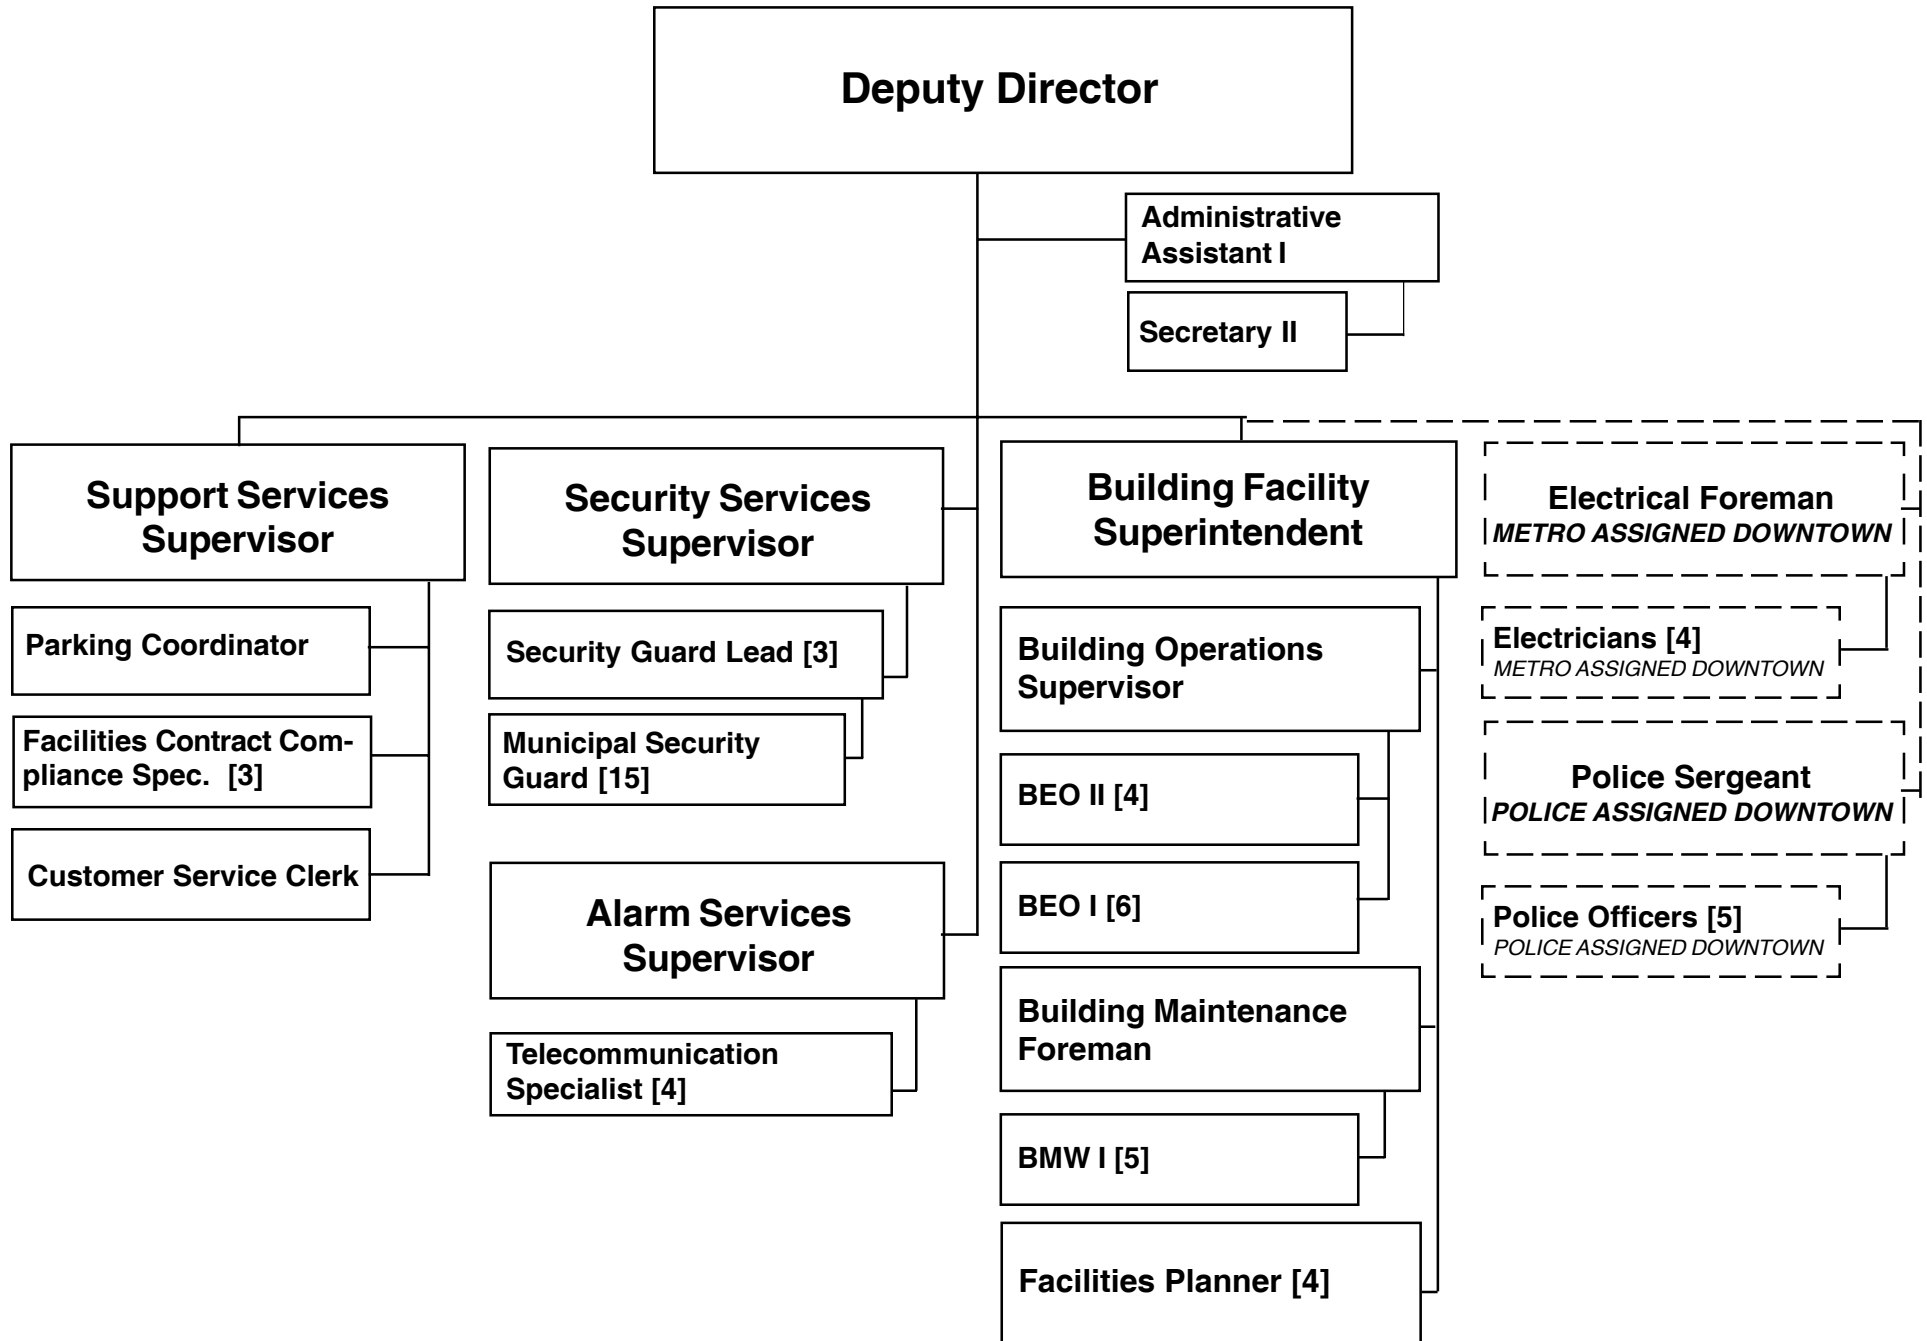 Deputy Director
Administrative
Assistant I
Secretary II
Support Services
Supervisor
Parking Coordinator
Facilities Contract Com-
pliance Spec. [3]
Customer Service Clerk
Security Services
Supervisor
Security Guard Lead [3]
Municipal Security
Guard [15]
Alarm Services
Supervisor
Telecommunication
Specialist [4]
Building Facility
Superintendent
Building Operations
Supervisor
BEO II [4]
BEO I [6]
Building Maintenance
Foreman
BMW I [5]
Facilities Planner [4]
Electrical Foreman
METRO ASSIGNED DOWNTOWN
Electricians [4]
METRO ASSIGNED DOWNTOWN
Police Sergeant
POLICE ASSIGNED DOWNTOWN
Police Officers [5]
POLICE ASSIGNED DOWNTOWN